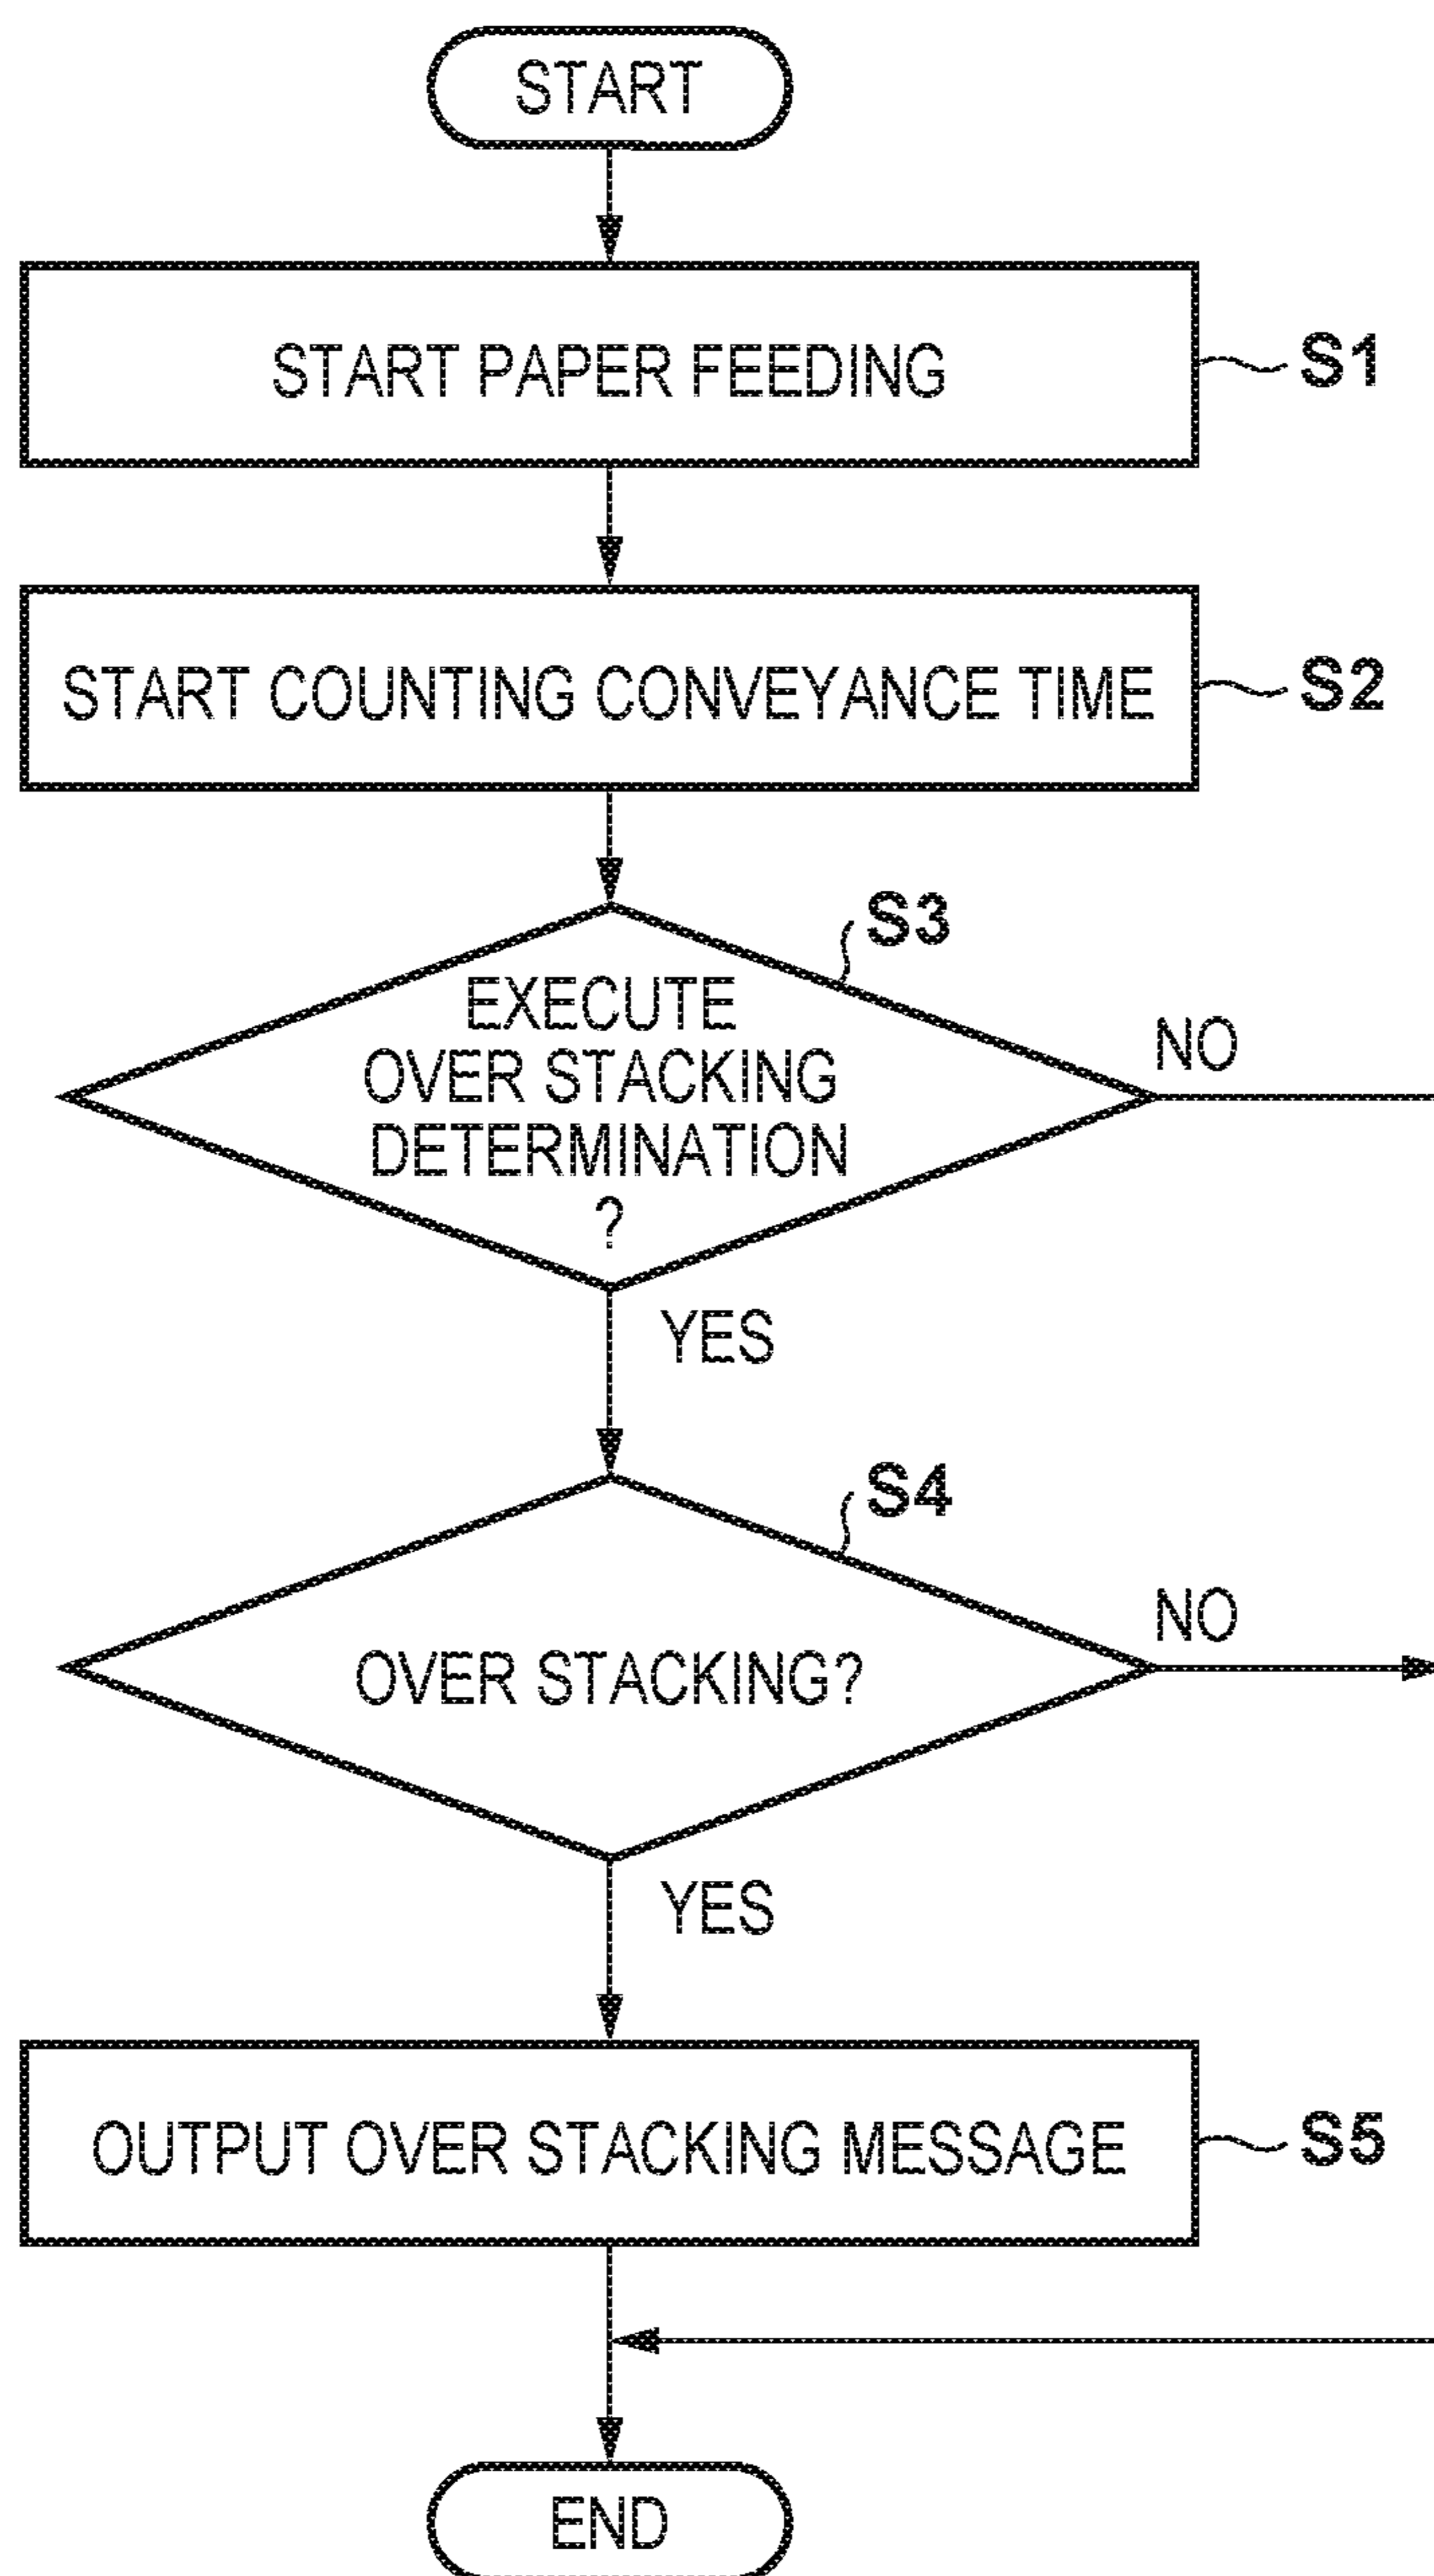 START
START PAPER FEEDING
S1
START COUNTING CONVEYANCE TIME
S2
S3
EXECUTE
OVER STACKING
DETERMINATION
?
NO
YES
S4
OVER STACKING?
NO
YES
OUTPUT OVER STACKING MESSAGE
S5
END